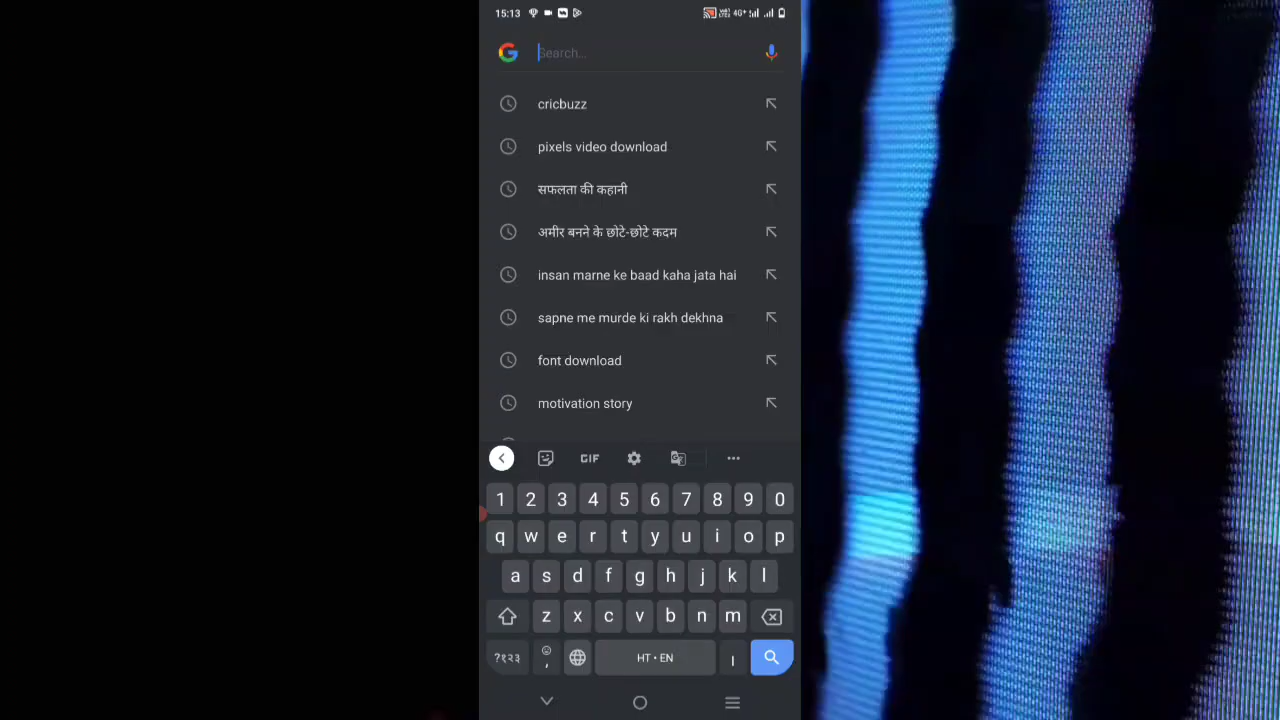 15:13 4G+
Search...
cricbuzz
pixels video download
सफलता की कहानी
अमीर बनने के छोटे-छोटे कदम
insan marne ke baad kaha jata hai
sapne me murde ki rakh dekhna
font download
motivation story
GIF
1 2 3 4 5 6 7 8 9 0
q w e r t y u i o p
a s d f g h j k l
z x c v b n m
?१२३ , HT • EN ।